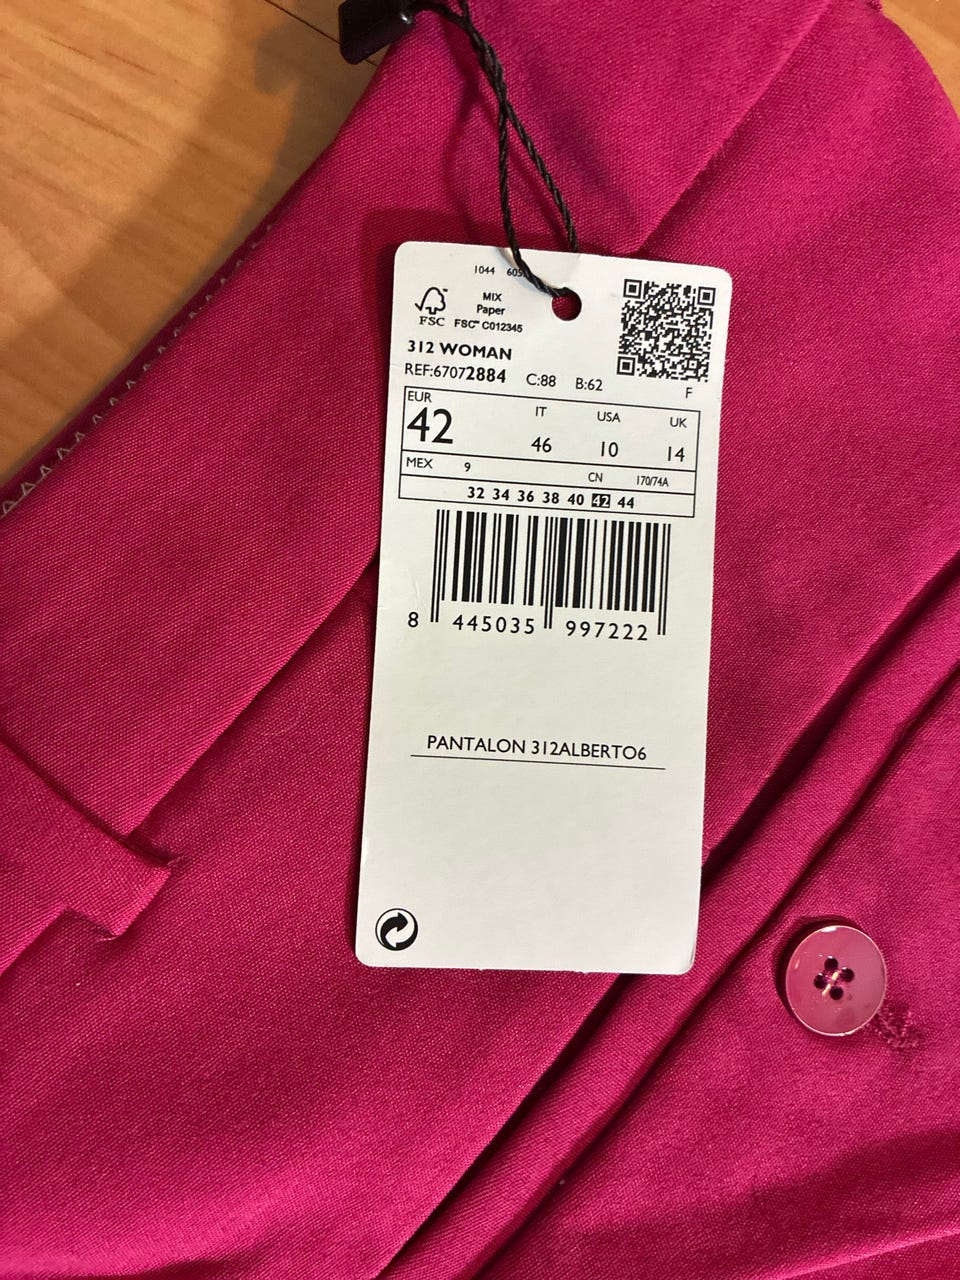 1044
MIX
Paper
FSC™ C012345
FSC
312 WOMAN
REF:67072884 C:88 B:62
F
EUR IT USA UK
42 46 10 14
MEX 9 CN 170/74A
32 34 36 38 40 42 44
8 445035 997222
PANTALON 312ALBERTO6